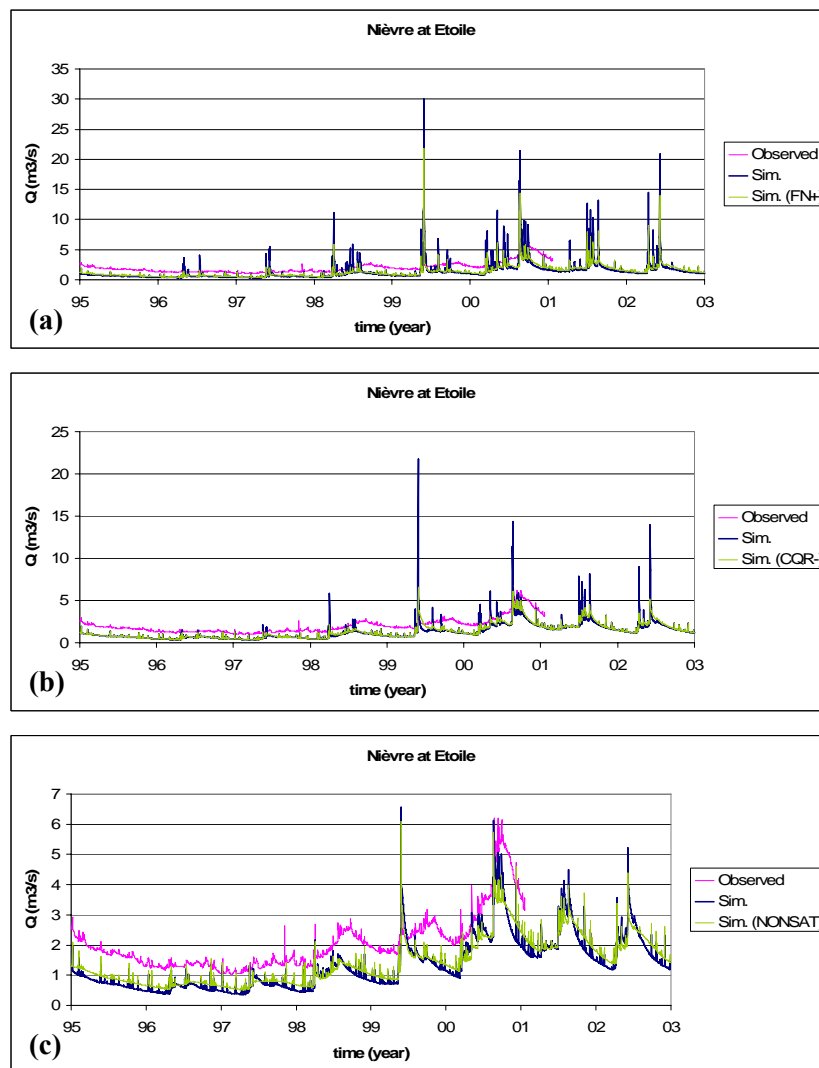 Nièvre at Etoile
35
30
25
20
15
10
5
0
Q (m3/s)
95 96 97 98 99 00 01 02 03
time (year)
Observed
Sim.
Sim. (FN+
(a)
Nièvre at Etoile
25
20
15
10
5
0
Q (m3/s)
95 96 97 98 99 00 01 02 03
time (year)
Observed
Sim.
Sim. (CQR-
(b)
Nièvre at Etoile
7
6
5
4
3
2
1
0
Q (m3/s)
95 96 97 98 99 00 01 02 03
time (year)
Observed
Sim.
Sim. (NONSAT
(c)